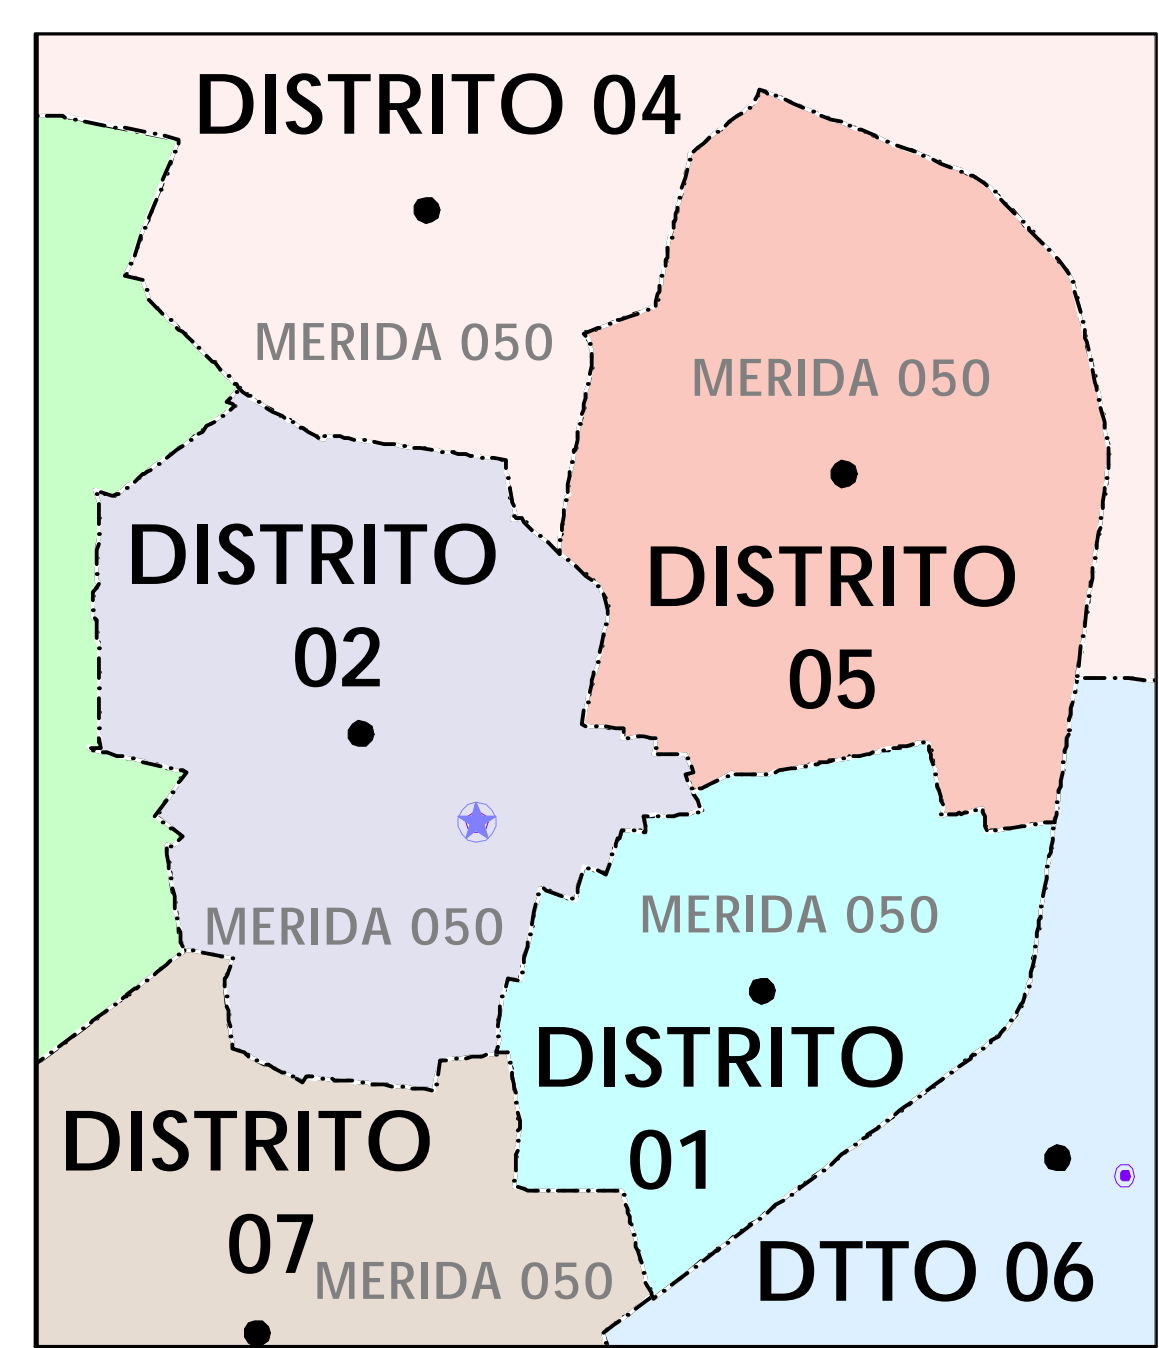 DISTRITO 04
MERIDA 050
MERIDA 050
DISTRITO
05
DISTRITO
02
MERIDA 050
MERIDA 050
DISTRITO
01
DISTRITO
07
MERIDA 050
DTTO 06